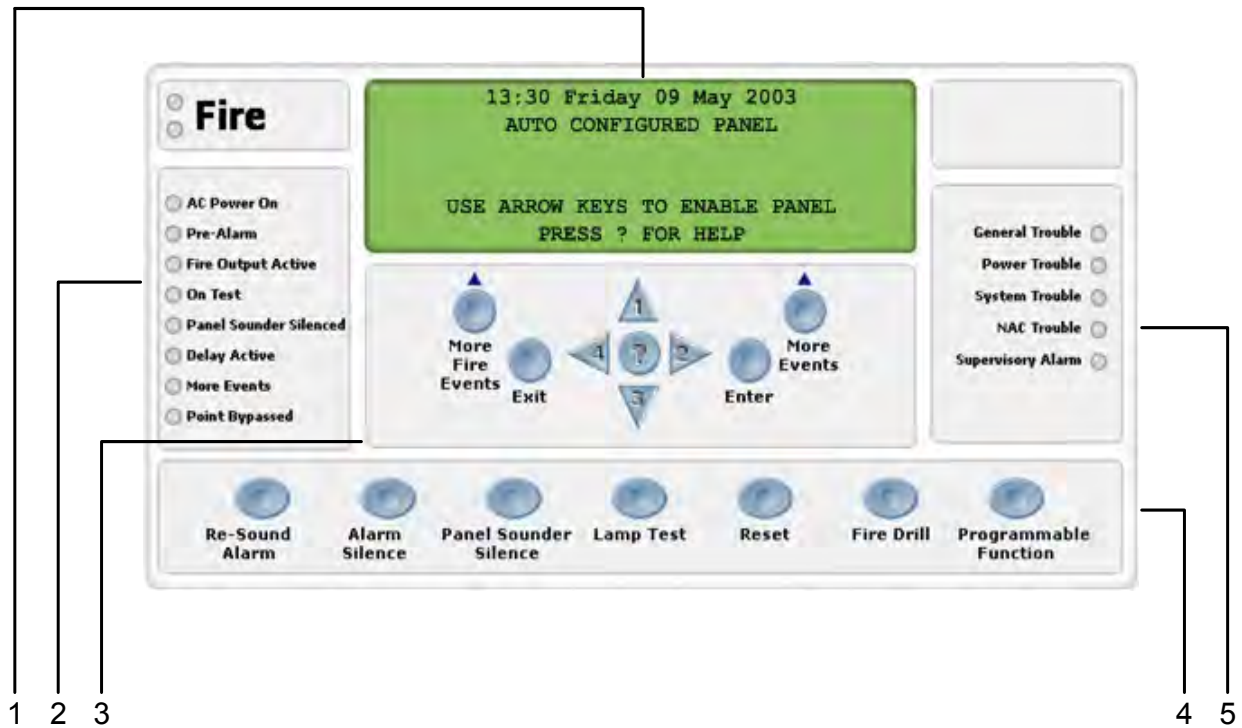 Fire
13:30 Friday 09 May 2003
AUTO CONFIGURED PANEL
USE ARROW KEYS TO ENABLE PANEL
PRESS ? FOR HELP
AC Power On
Pre-Alarm
Fire Output Active
On Test
Panel Sounder Silenced
Delay Active
More Events
Point Bypassed
More
Fire
Events
Exit
1
4
?
2
3
Enter
More
Events
General Trouble
Power Trouble
System Trouble
NAC Trouble
Supervisory Alarm
Re-Sound
Alarm
Alarm
Silence
Panel Sounder
Silence
Lamp Test
Reset
Fire Drill
Programmable
Function
1 2 3 4 5